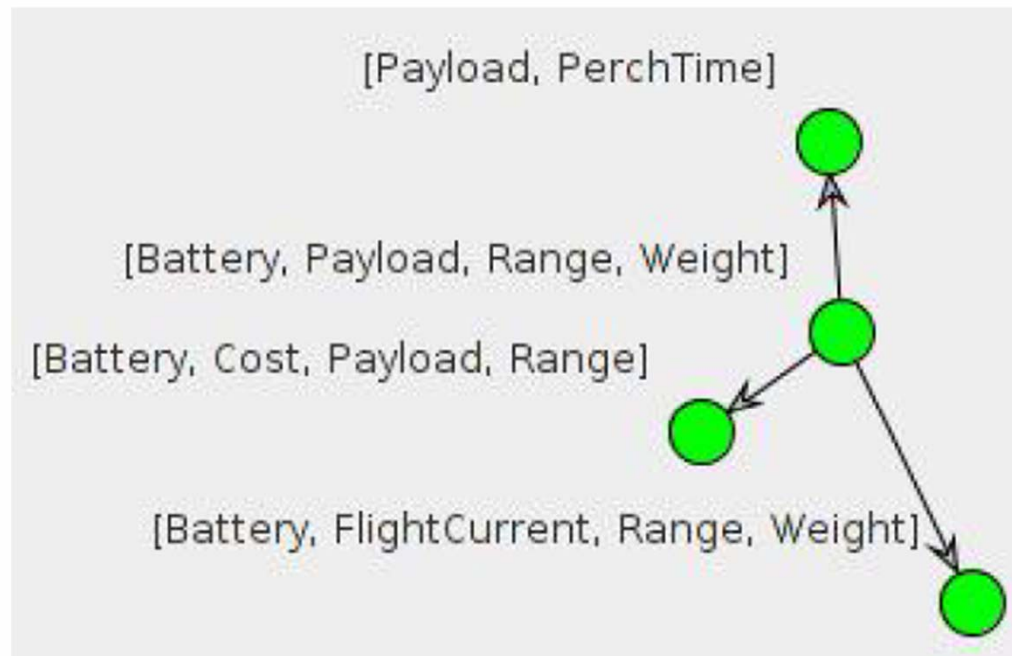 [Payload, PerchTime]
[Battery, Payload, Range, Weight]
[Battery, Cost, Payload, Range]
[Battery, FlightCurrent, Range, Weight]